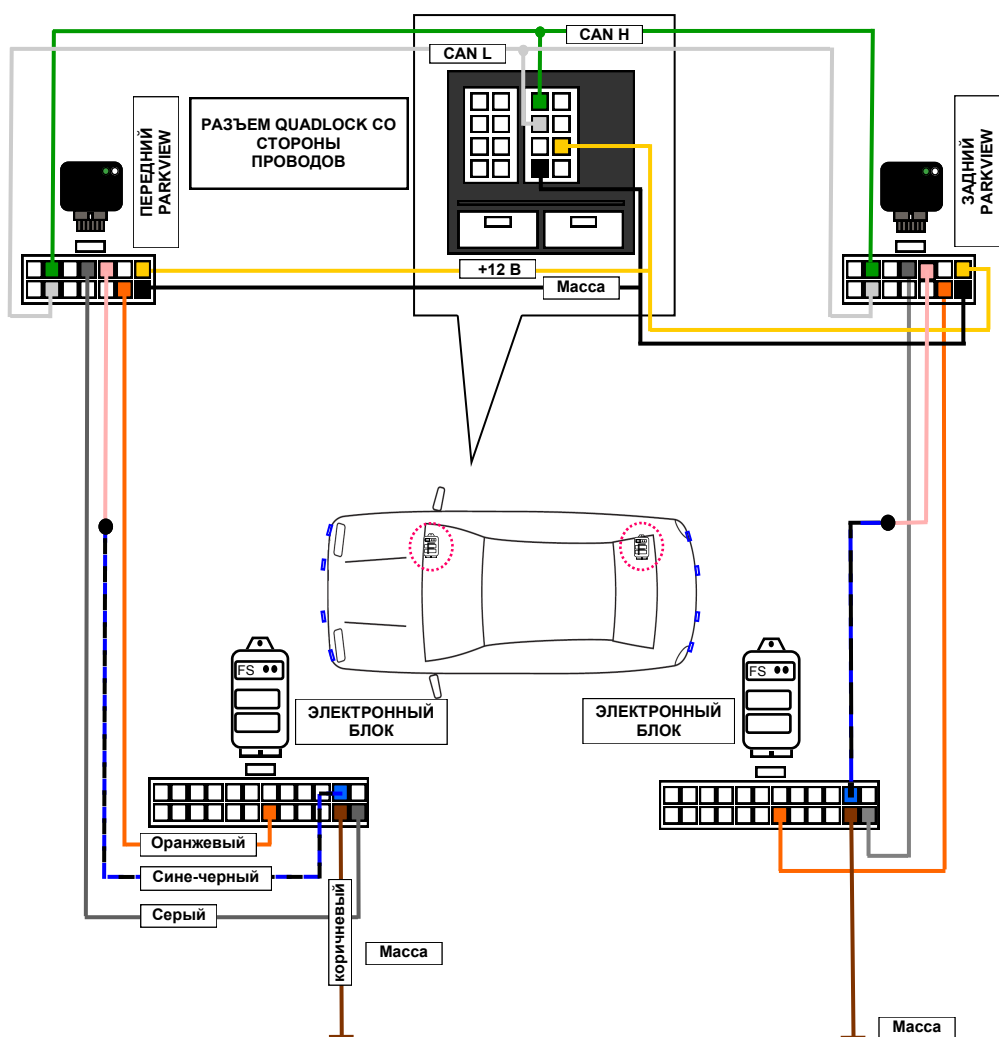 CAN H
CAN L
РАЗЪЕМ QUADLOCK СО
СТОРОНЫ
ПРОВОДОВ
ПЕРЕДНИЙ
PARKVIEW
ЗАДНИЙ
PARKVIEW
+12 В
Масса
FS
ЭЛЕКТРОННЫЙ
БЛОК
ЭЛЕКТРОННЫЙ
БЛОК
FS
Оранжевый
Сине-черный
Серый
коричневый
Масса
Масса